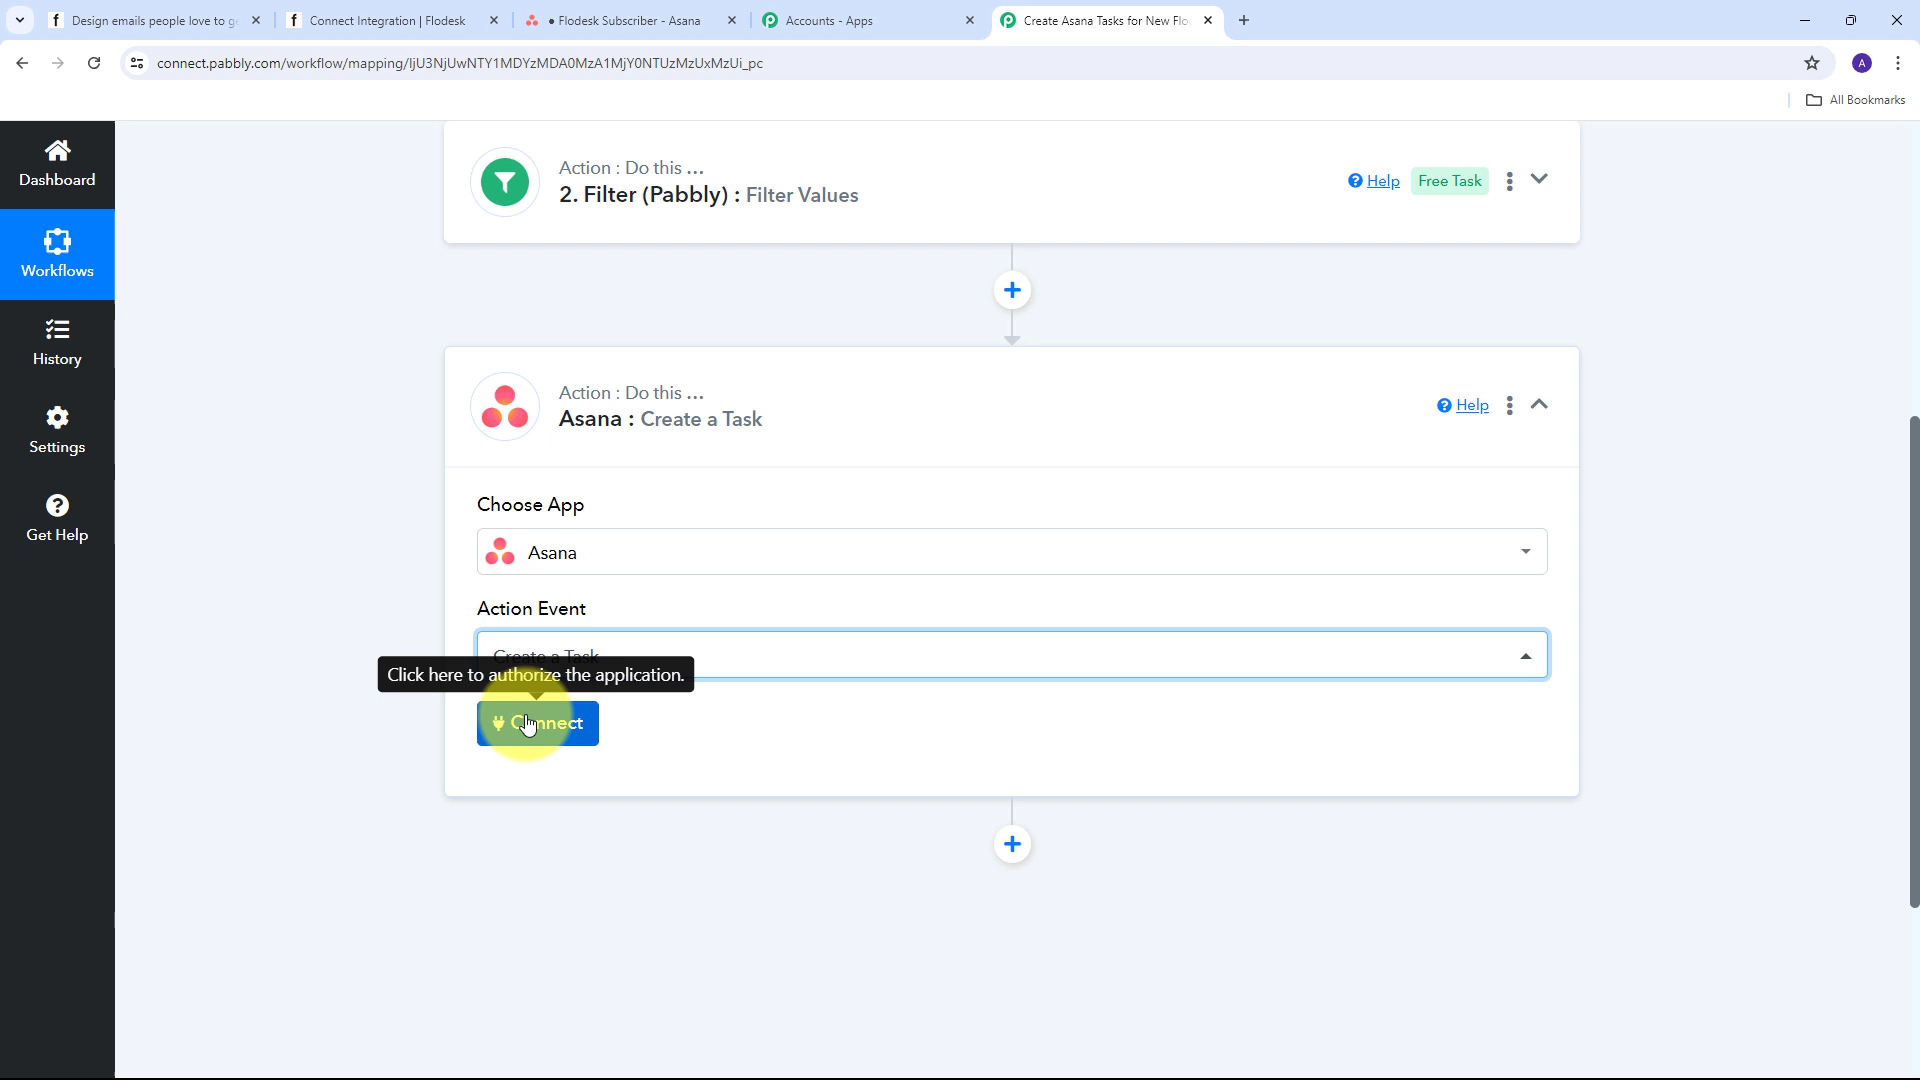 Design emails people love to g
Connect Integration | Flodesk
• Flodesk Subscriber - Asana
Accounts - Apps
Create Asana Tasks for New Flo
connect.pabbly.com/workflow/mapping/IjU3NjUwNTY1MDYzMDA0MzA1MjY0NTUzMzUxMzUi_pc
A
All Bookmarks
Dashboard
Workflows
History
Settings
Get Help
Action : Do this ...
2. Filter (Pabbly) : Filter Values
Help
Free Task
Action : Do this ...
Asana : Create a Task
Help
Choose App
Asana
Action Event
Create a Task
Click here to authorize the application.
Connect